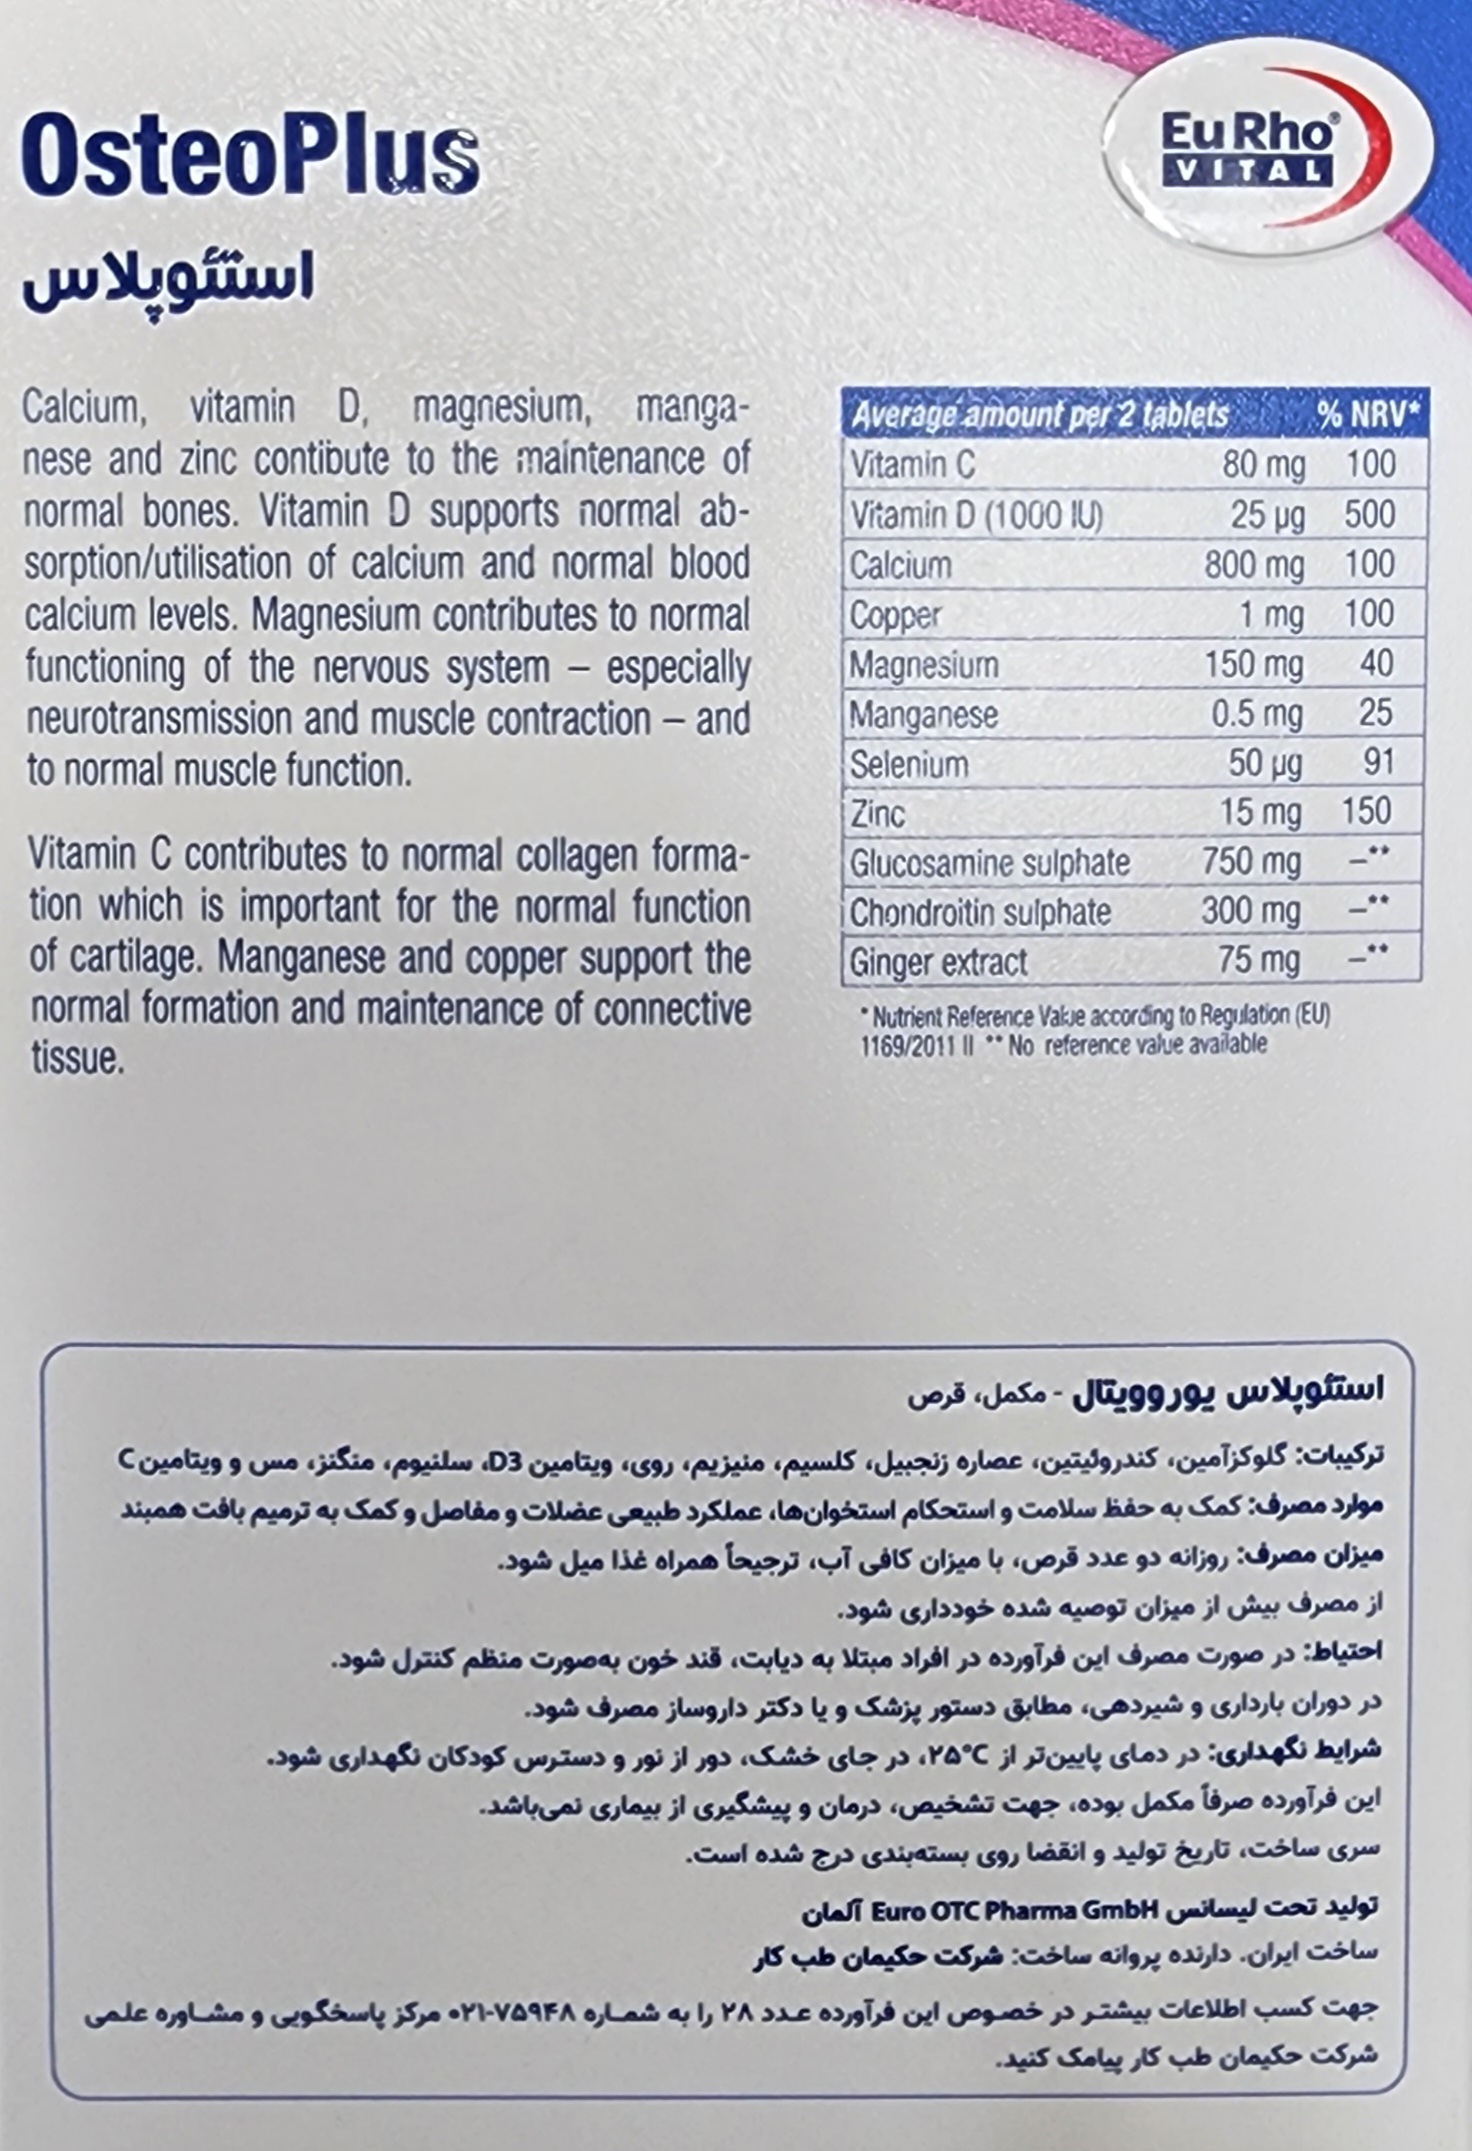 EuRho®
VITAL
OsteoPlus
استئوپلاس
Calcium, vitamin D, magnesium, manga-
nese and zinc contibute to the maintenance of
normal bones. Vitamin D supports normal ab-
sorption/utilisation of calcium and normal blood
calcium levels. Magnesium contributes to normal
functioning of the nervous system – especially
neurotransmission and muscle contraction – and
to normal muscle function.
Vitamin C contributes to normal collagen forma-
tion which is important for the normal function
of cartilage. Manganese and copper support the
normal formation and maintenance of connective
tissue.
Average amount per 2 tablets % NRV*
Vitamin C 80 mg 100
Vitamin D (1000 IU) 25 µg 500
Calcium 800 mg 100
Copper 1 mg 100
Magnesium 150 mg 40
Manganese 0.5 mg 25
Selenium 50 µg 91
Zinc 15 mg 150
Glucosamine sulphate 750 mg –**
Chondroitin sulphate 300 mg –**
Ginger extract 75 mg –**
* Nutrient Reference Value according to Regulation (EU)
1169/2011 II ** No reference value available
استئوپلاس یوروویتال - مکمل، قرص
ترکیبات: گلوکزآمین، کندروئیتین، عصاره زنجبیل، کلسیم، منیزیم، روی، ویتامین D3، سلنیوم، منگنز، مس و ویتامین C
موارد مصرف: کمک به حفظ سلامت و استحکام استخوان‌ها، عملکرد طبیعی عضلات و مفاصل و کمک به ترمیم بافت همبند
میزان مصرف: روزانه دو عدد قرص، با میزان کافی آب، ترجیحاً همراه غذا میل شود.
از مصرف بیش از میزان توصیه شده خودداری شود.
احتیاط: در صورت مصرف این فرآورده در افراد مبتلا به دیابت، قند خون به‌صورت منظم کنترل شود.
در دوران بارداری و شیردهی، مطابق دستور پزشک و یا دکتر داروساز مصرف شود.
شرایط نگهداری: در دمای پایین‌تر از ۲۵°C، در جای خشک، دور از نور و دسترس کودکان نگهداری شود.
این فرآورده صرفاً مکمل بوده، جهت تشخیص، درمان و پیشگیری از بیماری نمی‌باشد.
سری ساخت، تاریخ تولید و انقضا روی بسته‌بندی درج شده است.
تولید تحت لیسانس Euro OTC Pharma GmbH آلمان
ساخت ایران. دارنده پروانه ساخت: شرکت حکیمان طب کار
جهت کسب اطلاعات بیشتر در خصوص این فرآورده عدد ۲۸ را به شماره ۷۵۹۴۸-۰۲۱ مرکز پاسخگویی و مشاوره علمی
شرکت حکیمان طب کار پیامک کنید.